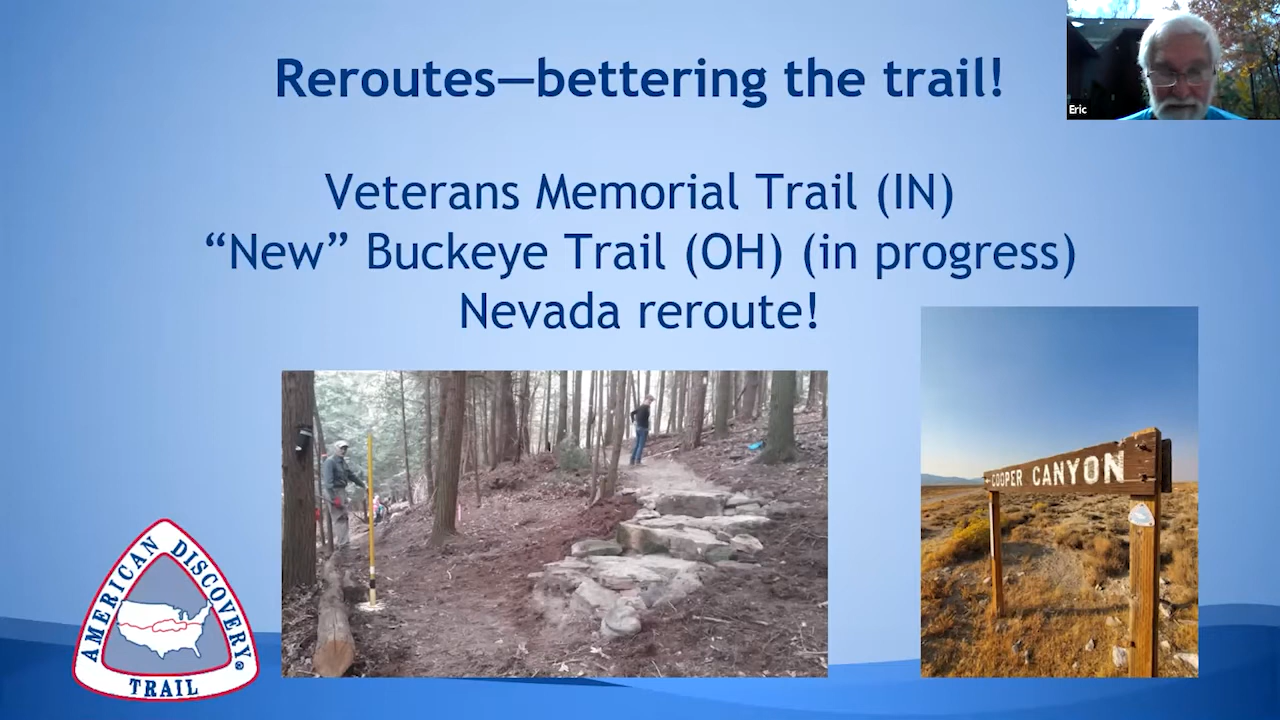 Reroutes—bettering the trail!
Eric
Veterans Memorial Trail (IN)
“New” Buckeye Trail (OH) (in progress)
Nevada reroute!
COOPER CANYON
AMERICAN DISCOVERY
TRAIL®